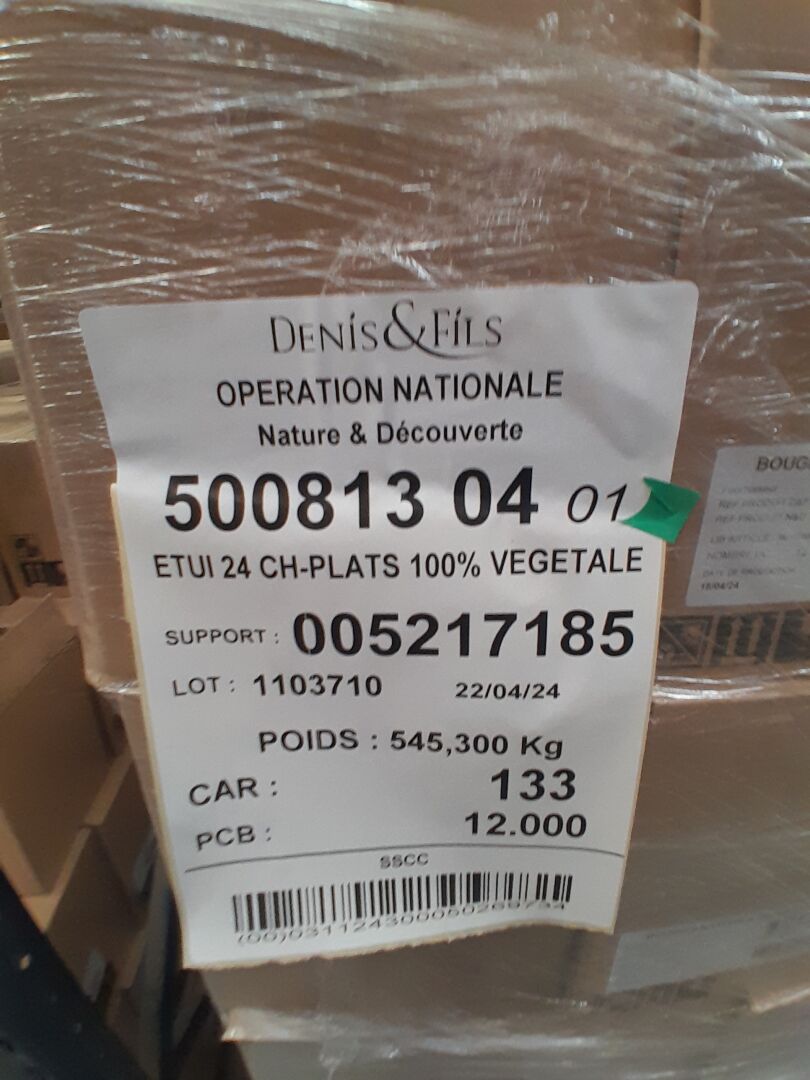 DENIS & FILS
OPERATION NATIONALE
Nature & Découverte
500813 04 01
ETUI 24 CH-PLATS 100% VEGETALE
SUPPORT : 005217185
LOT : 1103710 22/04/24
POIDS : 545,300 Kg
CAR : 133
PCB : 12.000
SSCC
BOUG